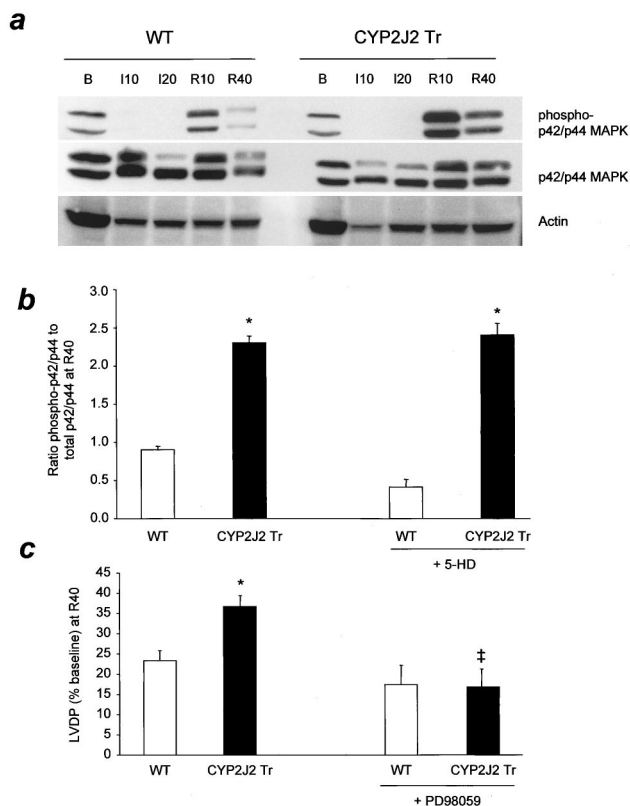 a
WT CYP2J2 Tr
B I10 I20 R10 R40 B I10 I20 R10 R40
phospho-
p42/p44 MAPK
p42/p44 MAPK
Actin
b
Ratio phospho-p42/p44 to
total p42/p44 at R40
3.0
2.5
2.0
1.5
1.0
0.5
0.0
* *
WT CYP2J2 Tr WT CYP2J2 Tr
+ 5-HD
c
LVDP (% baseline) at R40
45
40
35
30
25
20
15
10
5
0
* ‡
WT CYP2J2 Tr WT CYP2J2 Tr
+ PD98059